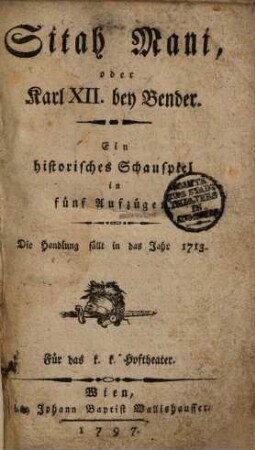 Sitah Mani,
oder
Karl XII. bey Bender.
Ein
historisches Schauspiel
in
fünf Aufzügen
Die Handlung fällt in das Jahr 1713.
Für das k. k. Hoftheater.
Wien,
bey Johann Baptist Wallishausser.
1797.